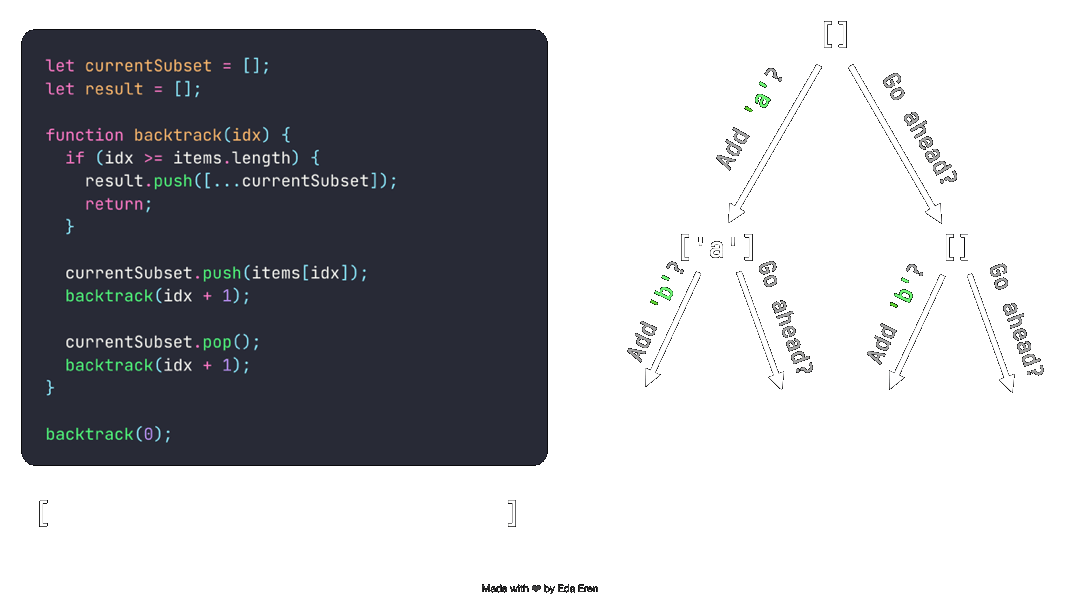 let currentSubset = [];
let result = [];
function backtrack(idx) {
if (idx >= items.length) {
result.push([...currentSubset]);
return;
}
currentSubset.push(items[idx]);
backtrack(idx + 1);
currentSubset.pop();
backtrack(idx + 1);
}
backtrack(0);
[ ]
[]
Add 'a'?
Go ahead?
['a']
[]
Add 'b'?
Go ahead?
Add 'b'?
Go ahead?
Made with ❤ by Eda Eren